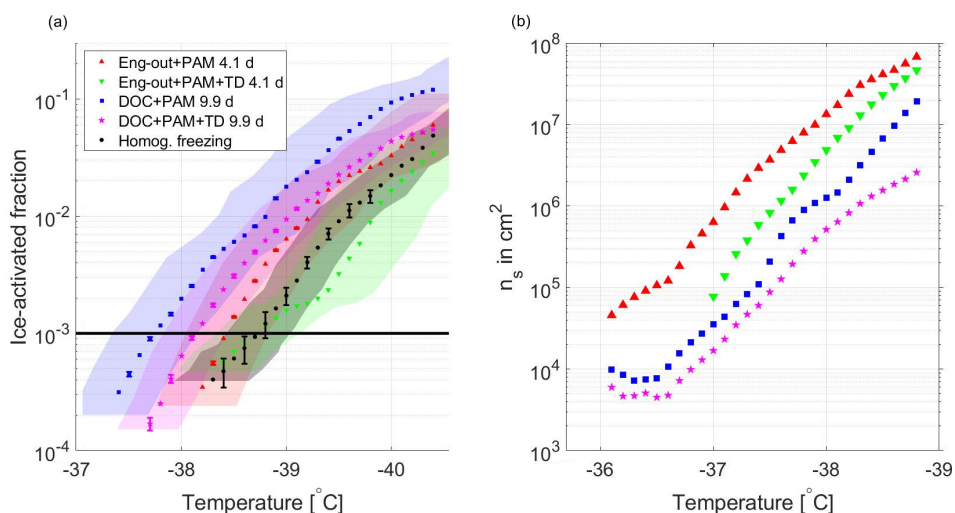 (a)
Ice-activated fraction
10^-1
10^-2
10^-3
10^-4
Eng-out+PAM 4.1 d
Eng-out+PAM+TD 4.1 d
DOC+PAM 9.9 d
DOC+PAM+TD 9.9 d
Homog. freezing
-37 -38 -39 -40
Temperature [°C]
(b)
n_s in cm^2
10^8
10^7
10^6
10^5
10^4
10^3
-36 -37 -38 -39
Temperature [°C]